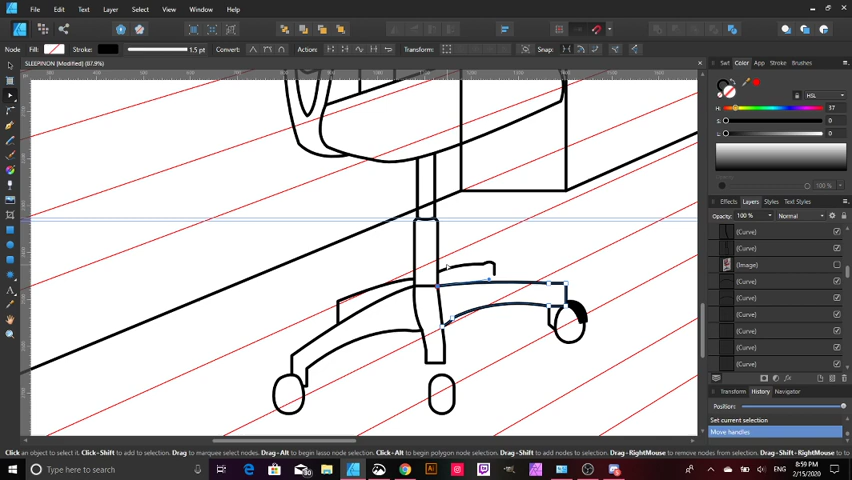 File Edit Text Layer Select View Window Help
Node Fill: Stroke: 1.5 pt Convert: Action: Transform: Snap:
SLEEPINON [Modified] (87.9%)
Set Color App Stroke Brushes
HSL
H: 37
S: 0
L: 0
100 %
Effects Layers Styles Text Styles
Opacity: 100 % Normal
(Curve)
(Curve)
(Image)
(Curve)
(Curve)
(Curve)
(Curve)
(Curve)
Transform History Navigator
Position:
Set current selection
Move handles
Click an object to select it. Click+Shift to add to selection. Drag to marquee select nodes. Drag+Alt to begin lasso node selection. Click+Alt to begin polygon node selection. Drag+Shift to add nodes to selection. Drag+RightMouse to remove nodes from selection. Drag+Shift+RightMouse
Type here to search
ENG
8:59 PM
2/15/2020